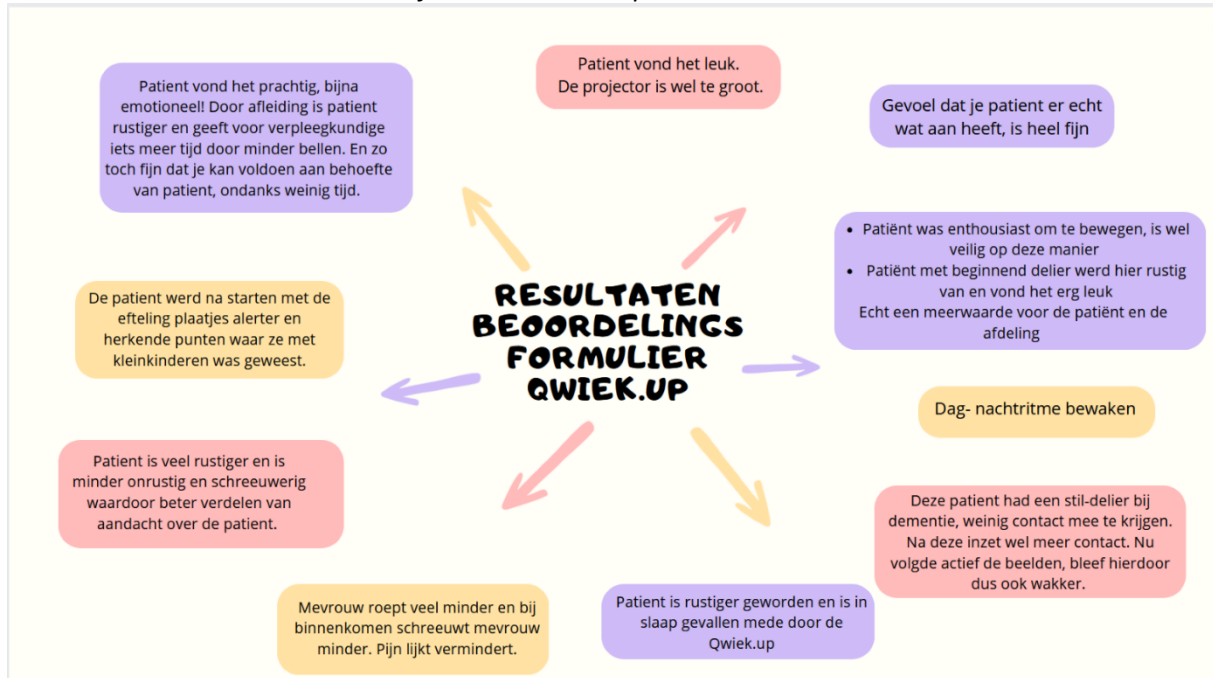 Patient vond het leuk.
De projector is wel te groot.
Patient vond het prachtig, bijna
emotioneel! Door afleiding is patient
rustiger en geeft voor verpleegkundige
iets meer tijd door minder bellen. En zo
toch fijn dat je kan voldoen aan behoefte
van patient, ondanks weinig tijd.
Gevoel dat je patient er echt
wat aan heeft, is heel fijn
• Patiënt was enthousiast om te bewegen, is wel
veilig op deze manier
• Patiënt met beginnend delier werd hier rustig
van en vond het erg leuk
Echt een meerwaarde voor de patiënt en de
afdeling
RESULTATEN
BEOORDELINGS
FORMULIER
QWIEK.UP
De patient werd na starten met de
efteling plaatjes alerter en
herkende punten waar ze met
kleinkinderen was geweest.
Dag- nachtritme bewaken
Patient is veel rustiger en is
minder onrustig en schreeuwerig
waardoor beter verdelen van
aandacht over de patient.
Deze patient had een stil-delier bij
dementie, weinig contact mee te krijgen.
Na deze inzet wel meer contact. Nu
volgde actief de beelden, bleef hierdoor
dus ook wakker.
Mevrouw roept veel minder en bij
binnenkomen schreeuwt mevrouw
minder. Pijn lijkt vermindert.
Patient is rustiger geworden en is in
slaap gevallen mede door de
Qwiek.up